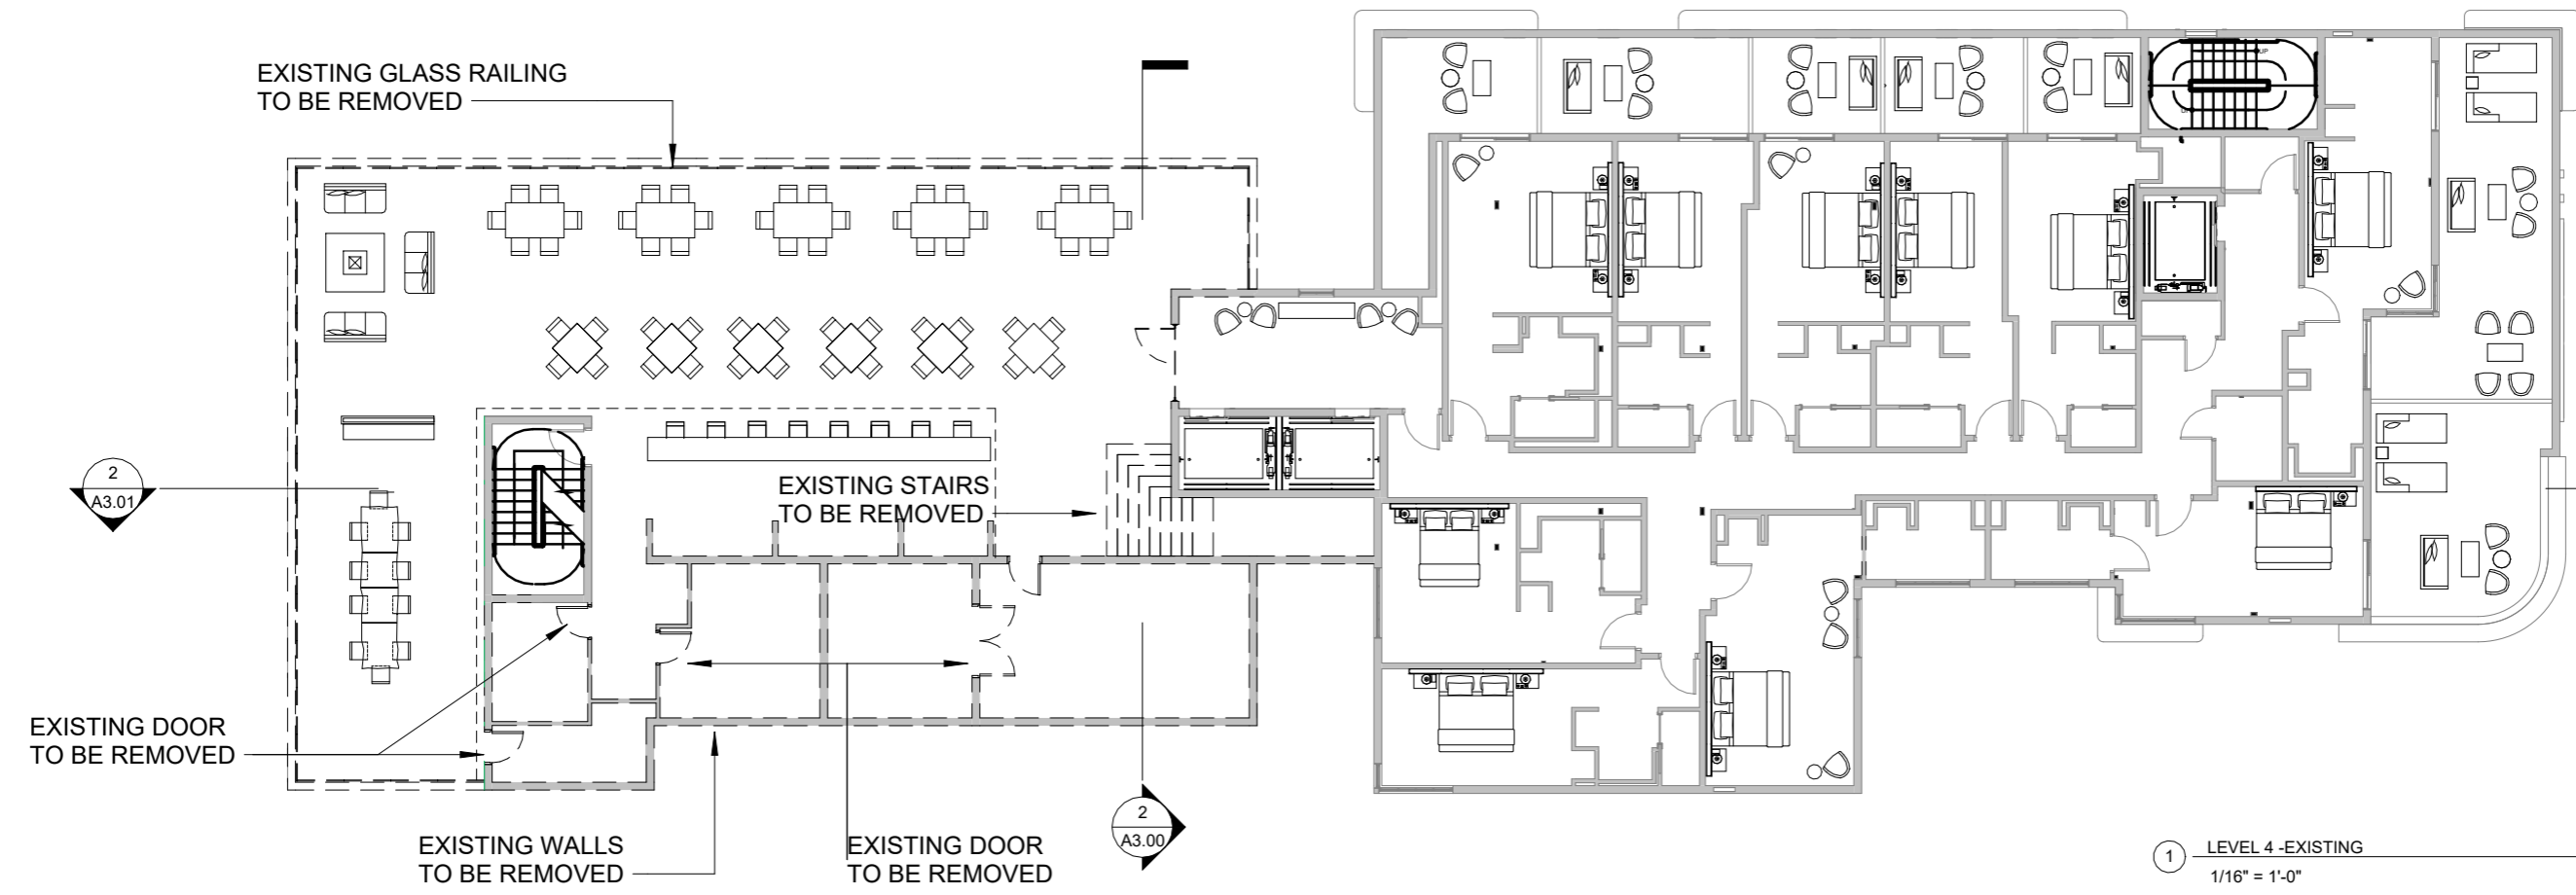 EXISTING GLASS RAILING
TO BE REMOVED
UP
2
A3.01
EXISTING STAIRS
TO BE REMOVED
EXISTING DOOR
TO BE REMOVED
EXISTING WALLS
TO BE REMOVED
EXISTING DOOR
TO BE REMOVED
2
A3.00
1
LEVEL 4 -EXISTING
1/16" = 1'-0"